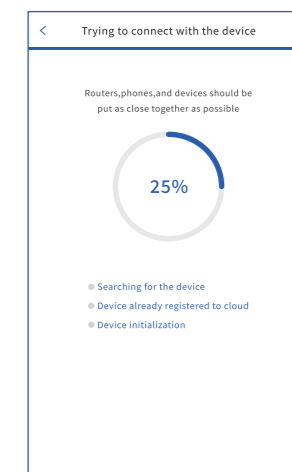 Trying to connect with the device
Routers,phones,and devices should be
put as close together as possible
25%
Searching for the device
Device already registered to cloud
Device initialization